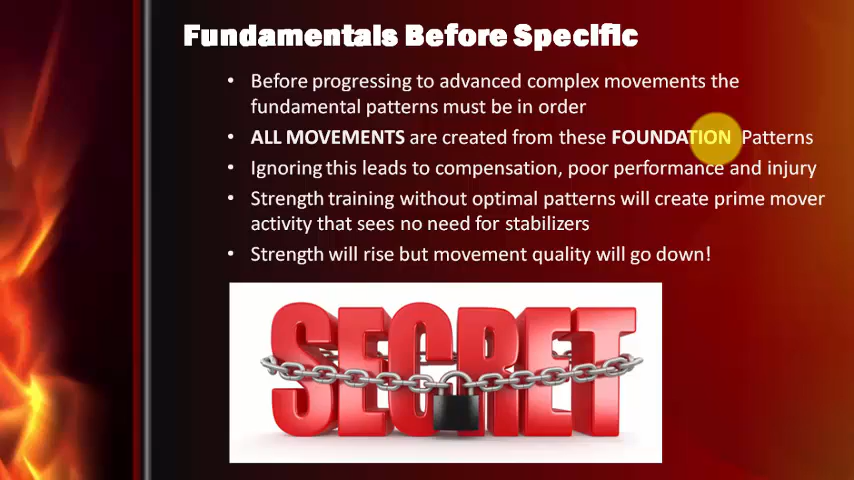 Fundamentals Before Specific
• Before progressing to advanced complex movements the
fundamental patterns must be in order
• ALL MOVEMENTS are created from these FOUNDATION Patterns
• Ignoring this leads to compensation, poor performance and injury
• Strength training without optimal patterns will create prime mover
activity that sees no need for stabilizers
• Strength will rise but movement quality will go down!
SECRET